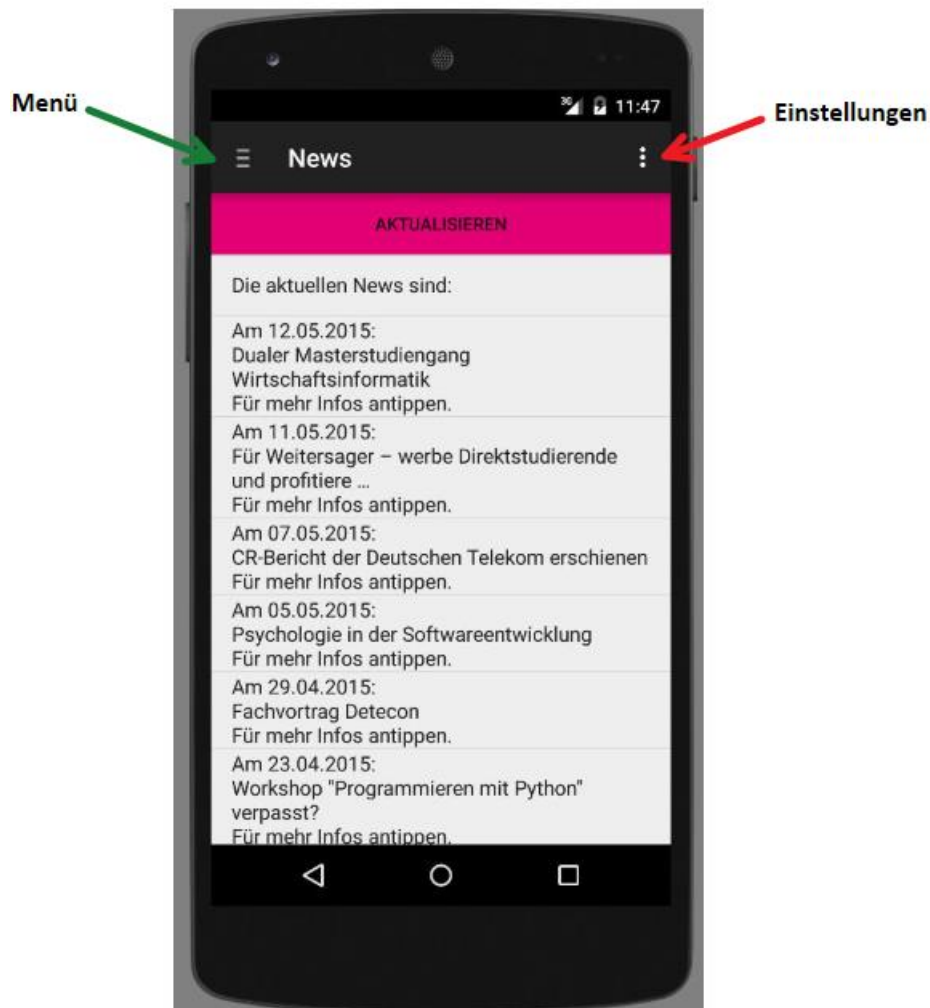 Menü
Einstellungen
3G 11:47
News
AKTUALISIEREN
Die aktuellen News sind:
Am 12.05.2015:
Dualer Masterstudiengang
Wirtschaftsinformatik
Für mehr Infos antippen.
Am 11.05.2015:
Für Weitersager – werbe Direktstudierende
und profitiere ...
Für mehr Infos antippen.
Am 07.05.2015:
CR-Bericht der Deutschen Telekom erschienen
Für mehr Infos antippen.
Am 05.05.2015:
Psychologie in der Softwareentwicklung
Für mehr Infos antippen.
Am 29.04.2015:
Fachvortrag Detecon
Für mehr Infos antippen.
Am 23.04.2015:
Workshop "Programmieren mit Python"
verpasst?
Für mehr Infos antippen.